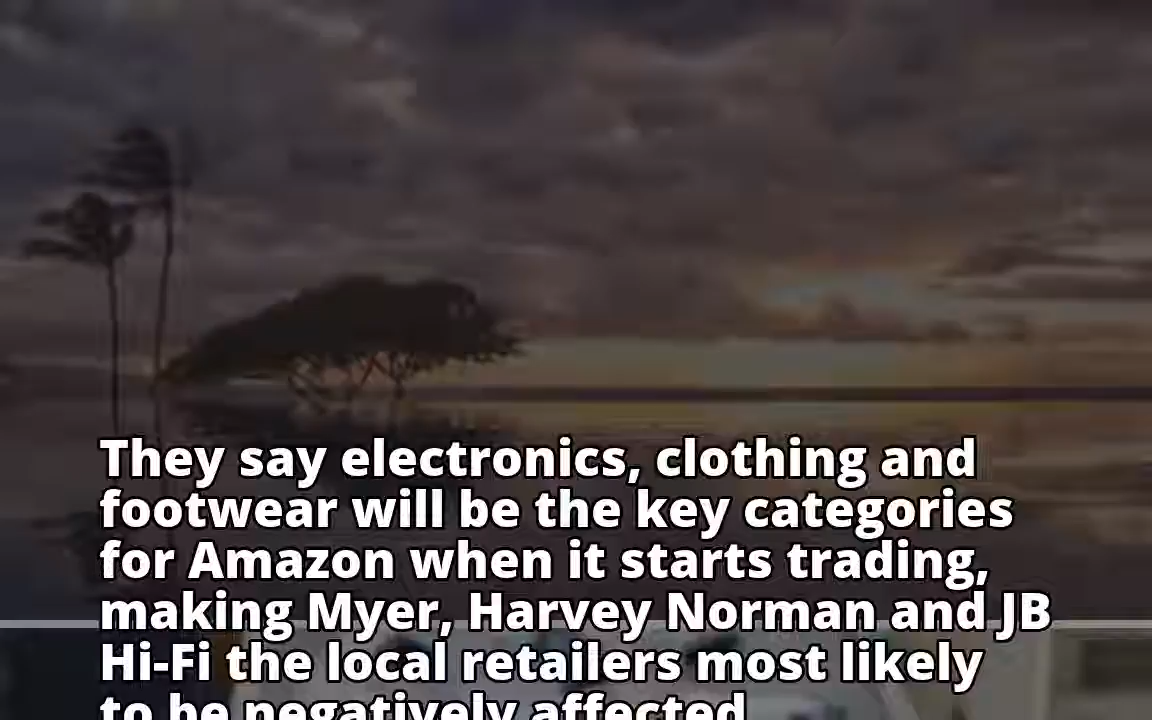 They say electronics, clothing and
footwear will be the key categories
for Amazon when it starts trading,
making Myer, Harvey Norman and JB
Hi-Fi the local retailers most likely
to be negatively affected